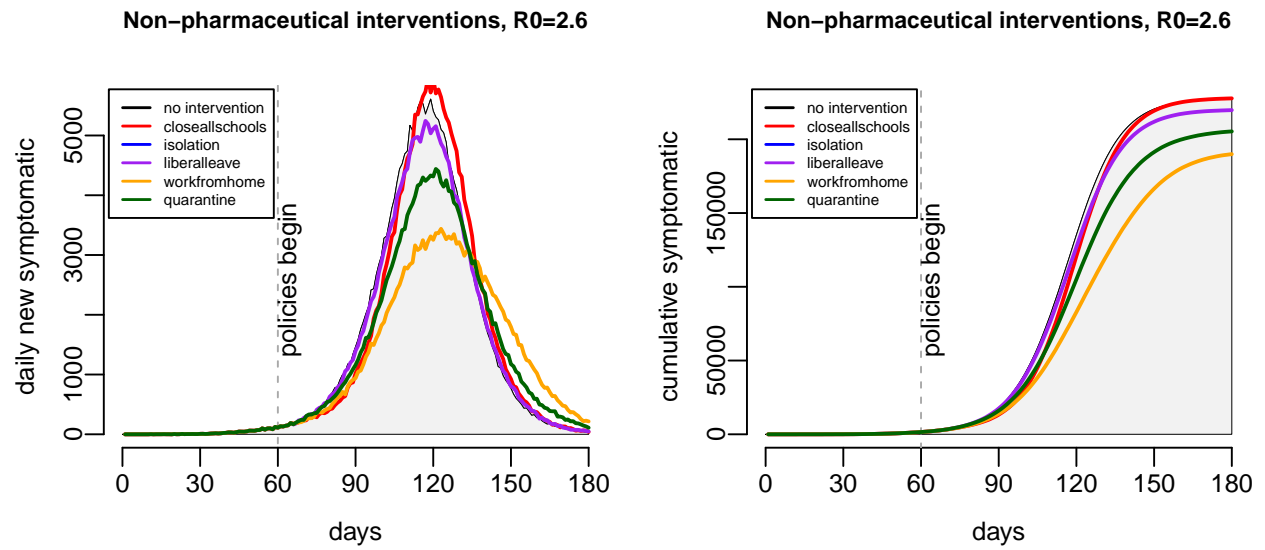 Non−pharmaceutical interventions, R0=2.6
daily new symptomatic
5000
3000
1000
0
no intervention
closeallschools
isolation
liberalleave
workfromhome
quarantine
policies begin
0 30 60 90 120 150 180
days
Non−pharmaceutical interventions, R0=2.6
cumulative symptomatic
150000
50000
0
no intervention
closeallschools
isolation
liberalleave
workfromhome
quarantine
policies begin
0 30 60 90 120 150 180
days